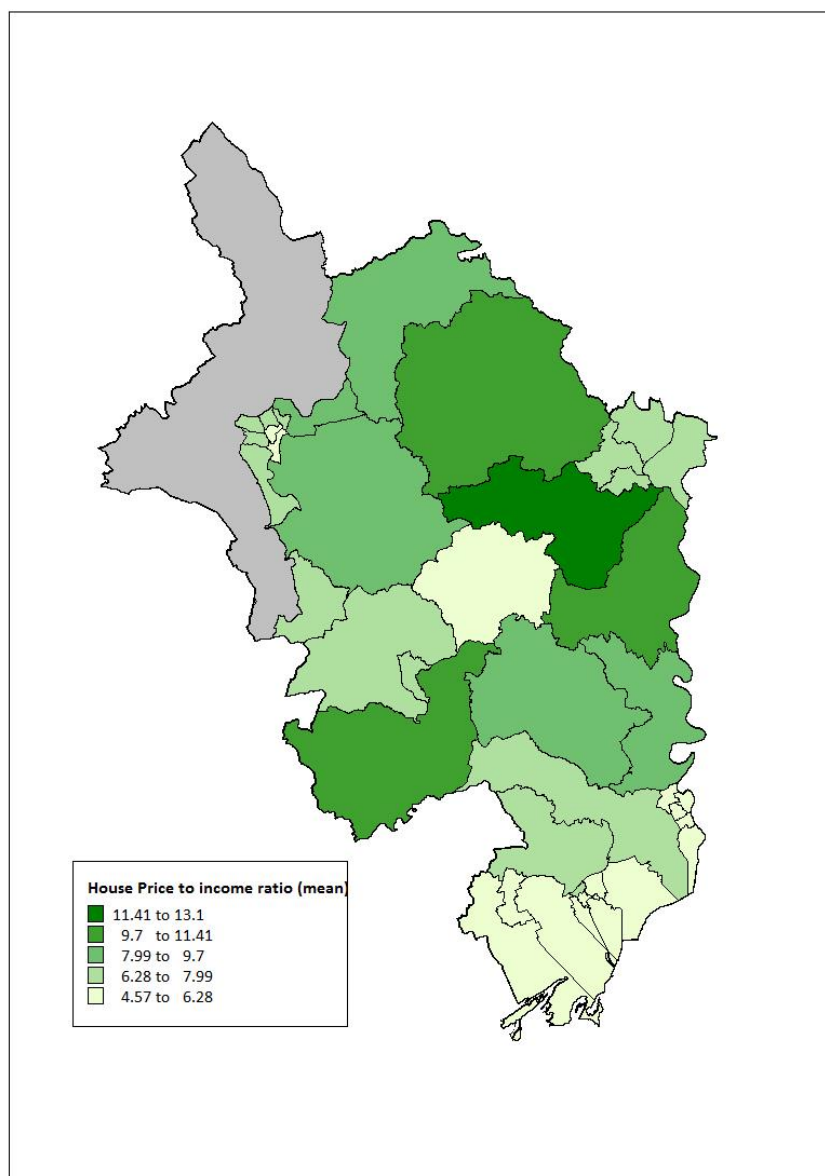 House Price to income ratio (mean)
11.41 to 13.1
9.7 to 11.41
7.99 to 9.7
6.28 to 7.99
4.57 to 6.28